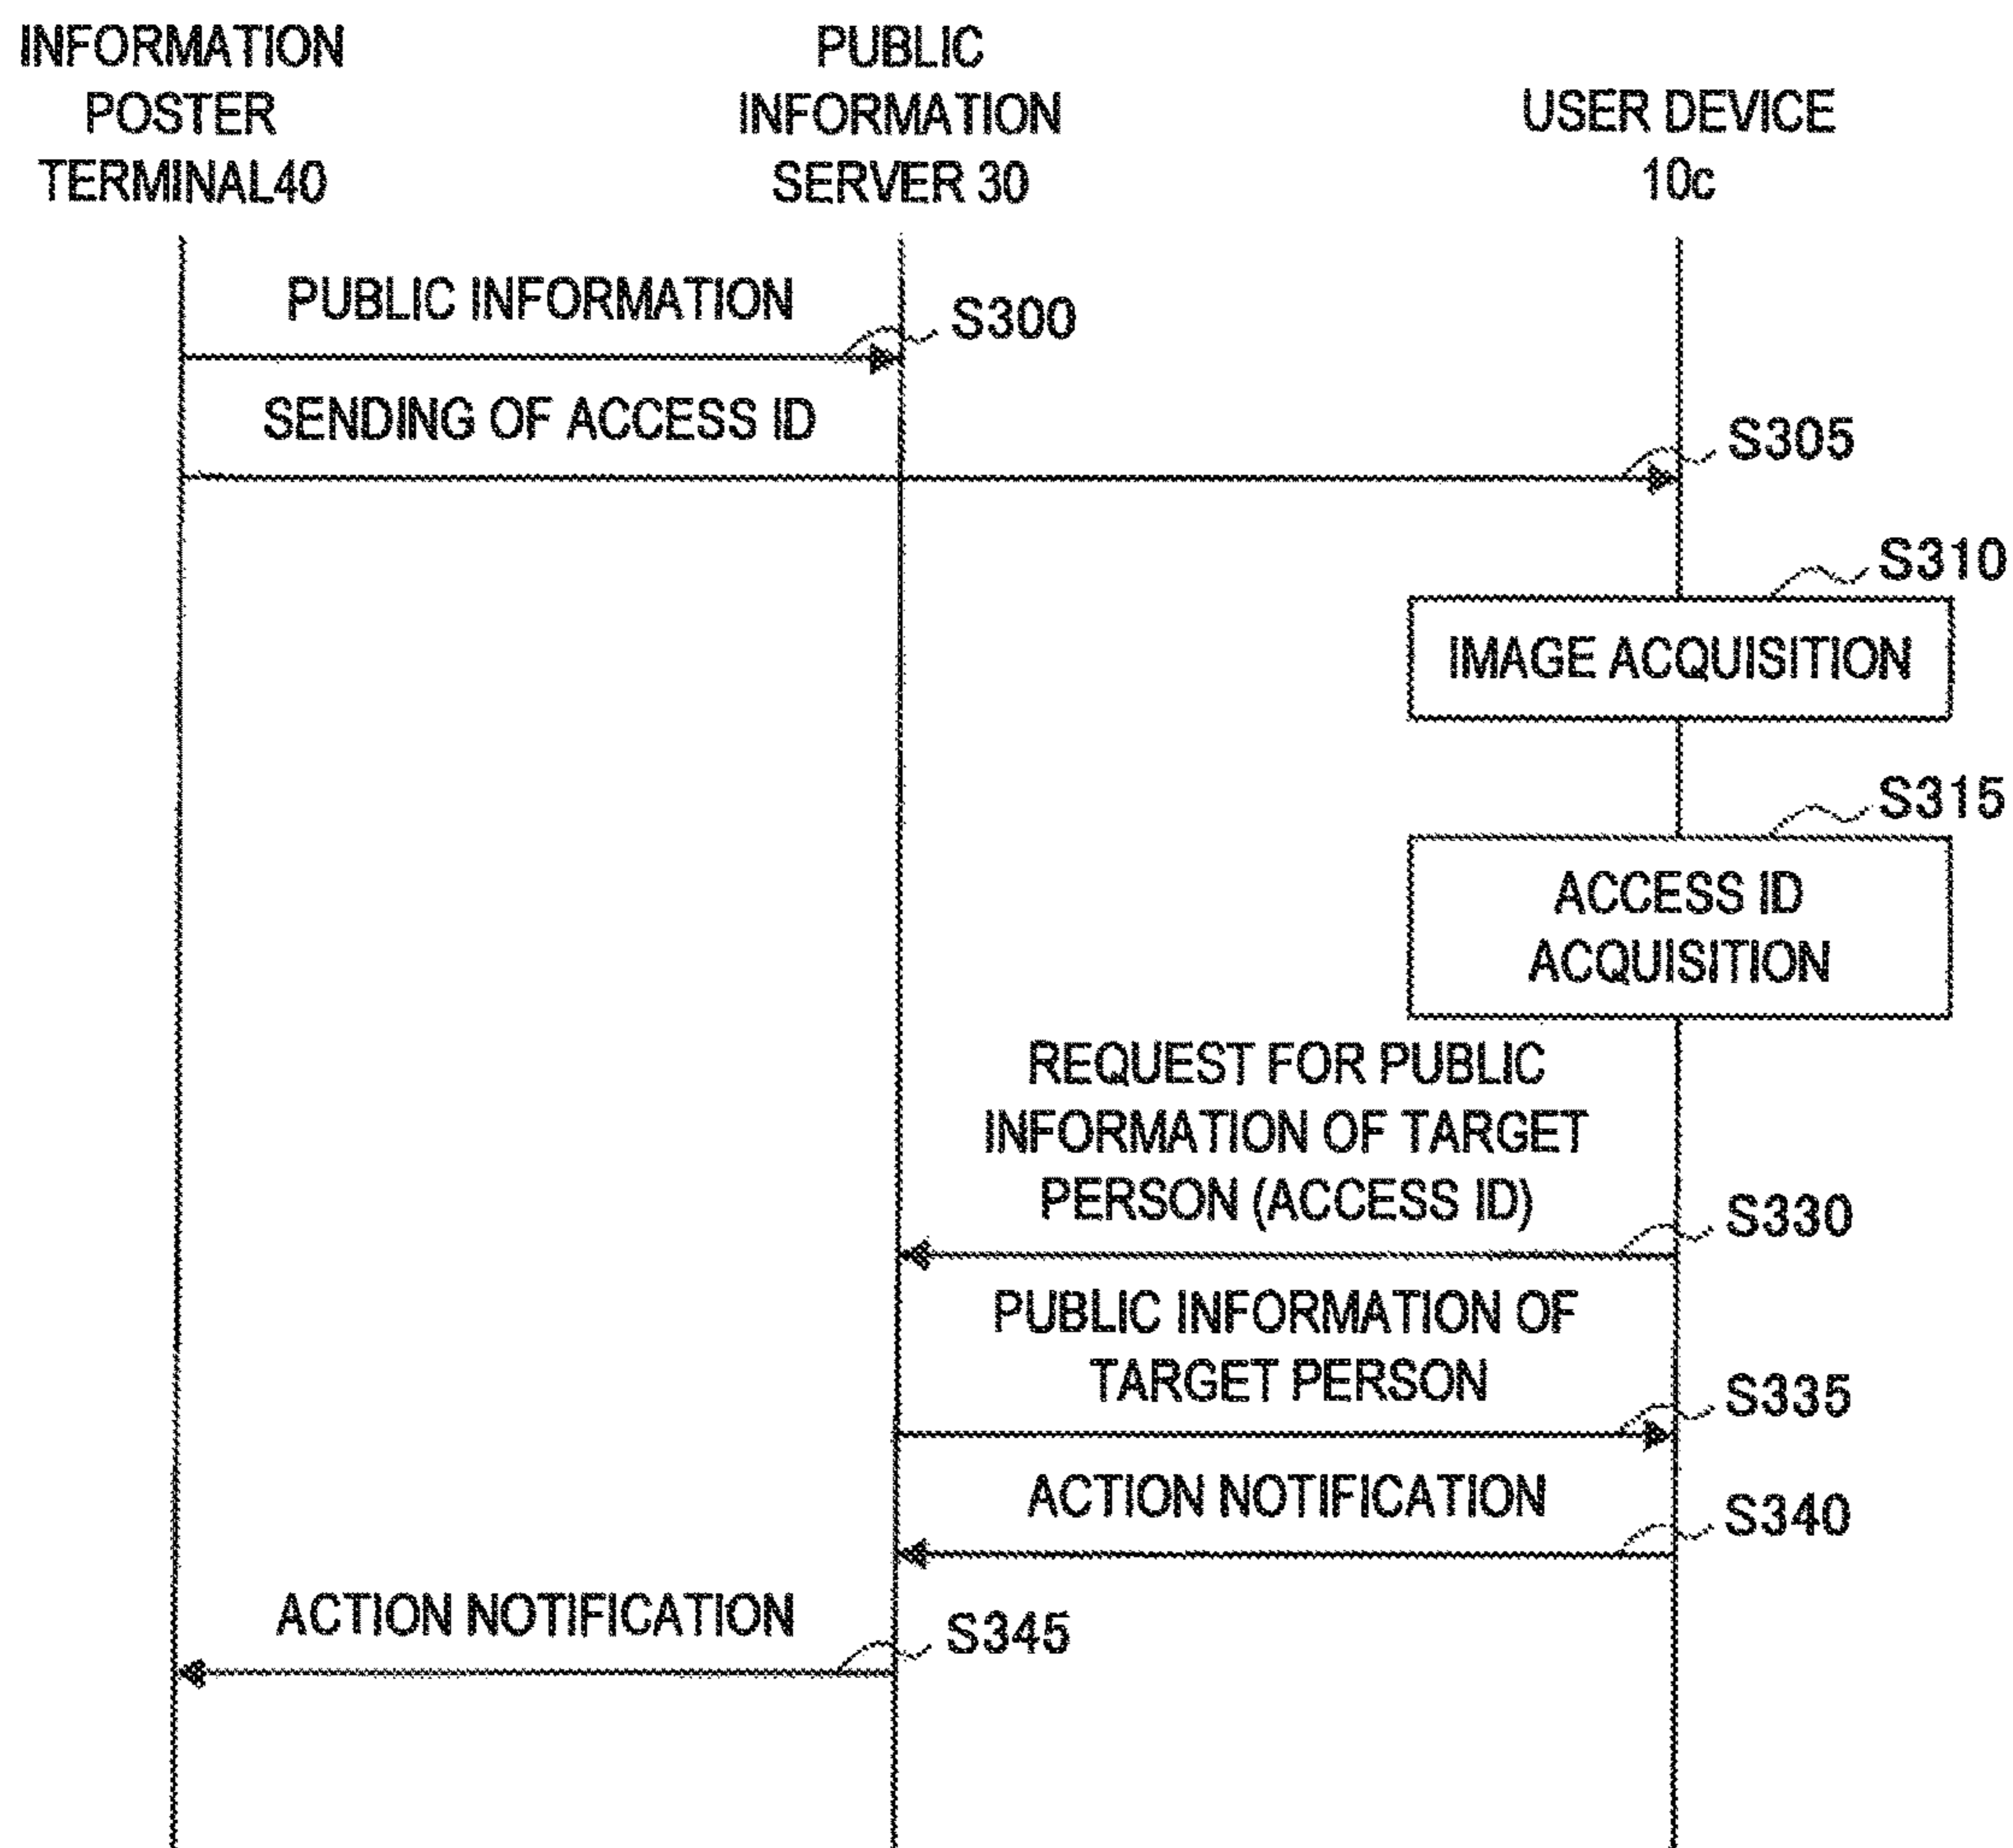 INFORMATION
POSTER
TERMINAL40
PUBLIC
INFORMATION
SERVER 30
USER DEVICE
10c
PUBLIC INFORMATION
S300
SENDING OF ACCESS ID
S305
S310
IMAGE ACQUISITION
S315
ACCESS ID
ACQUISITION
REQUEST FOR PUBLIC
INFORMATION OF TARGET
PERSON (ACCESS ID)
S330
PUBLIC INFORMATION OF
TARGET PERSON
S335
ACTION NOTIFICATION
S340
ACTION NOTIFICATION
S345